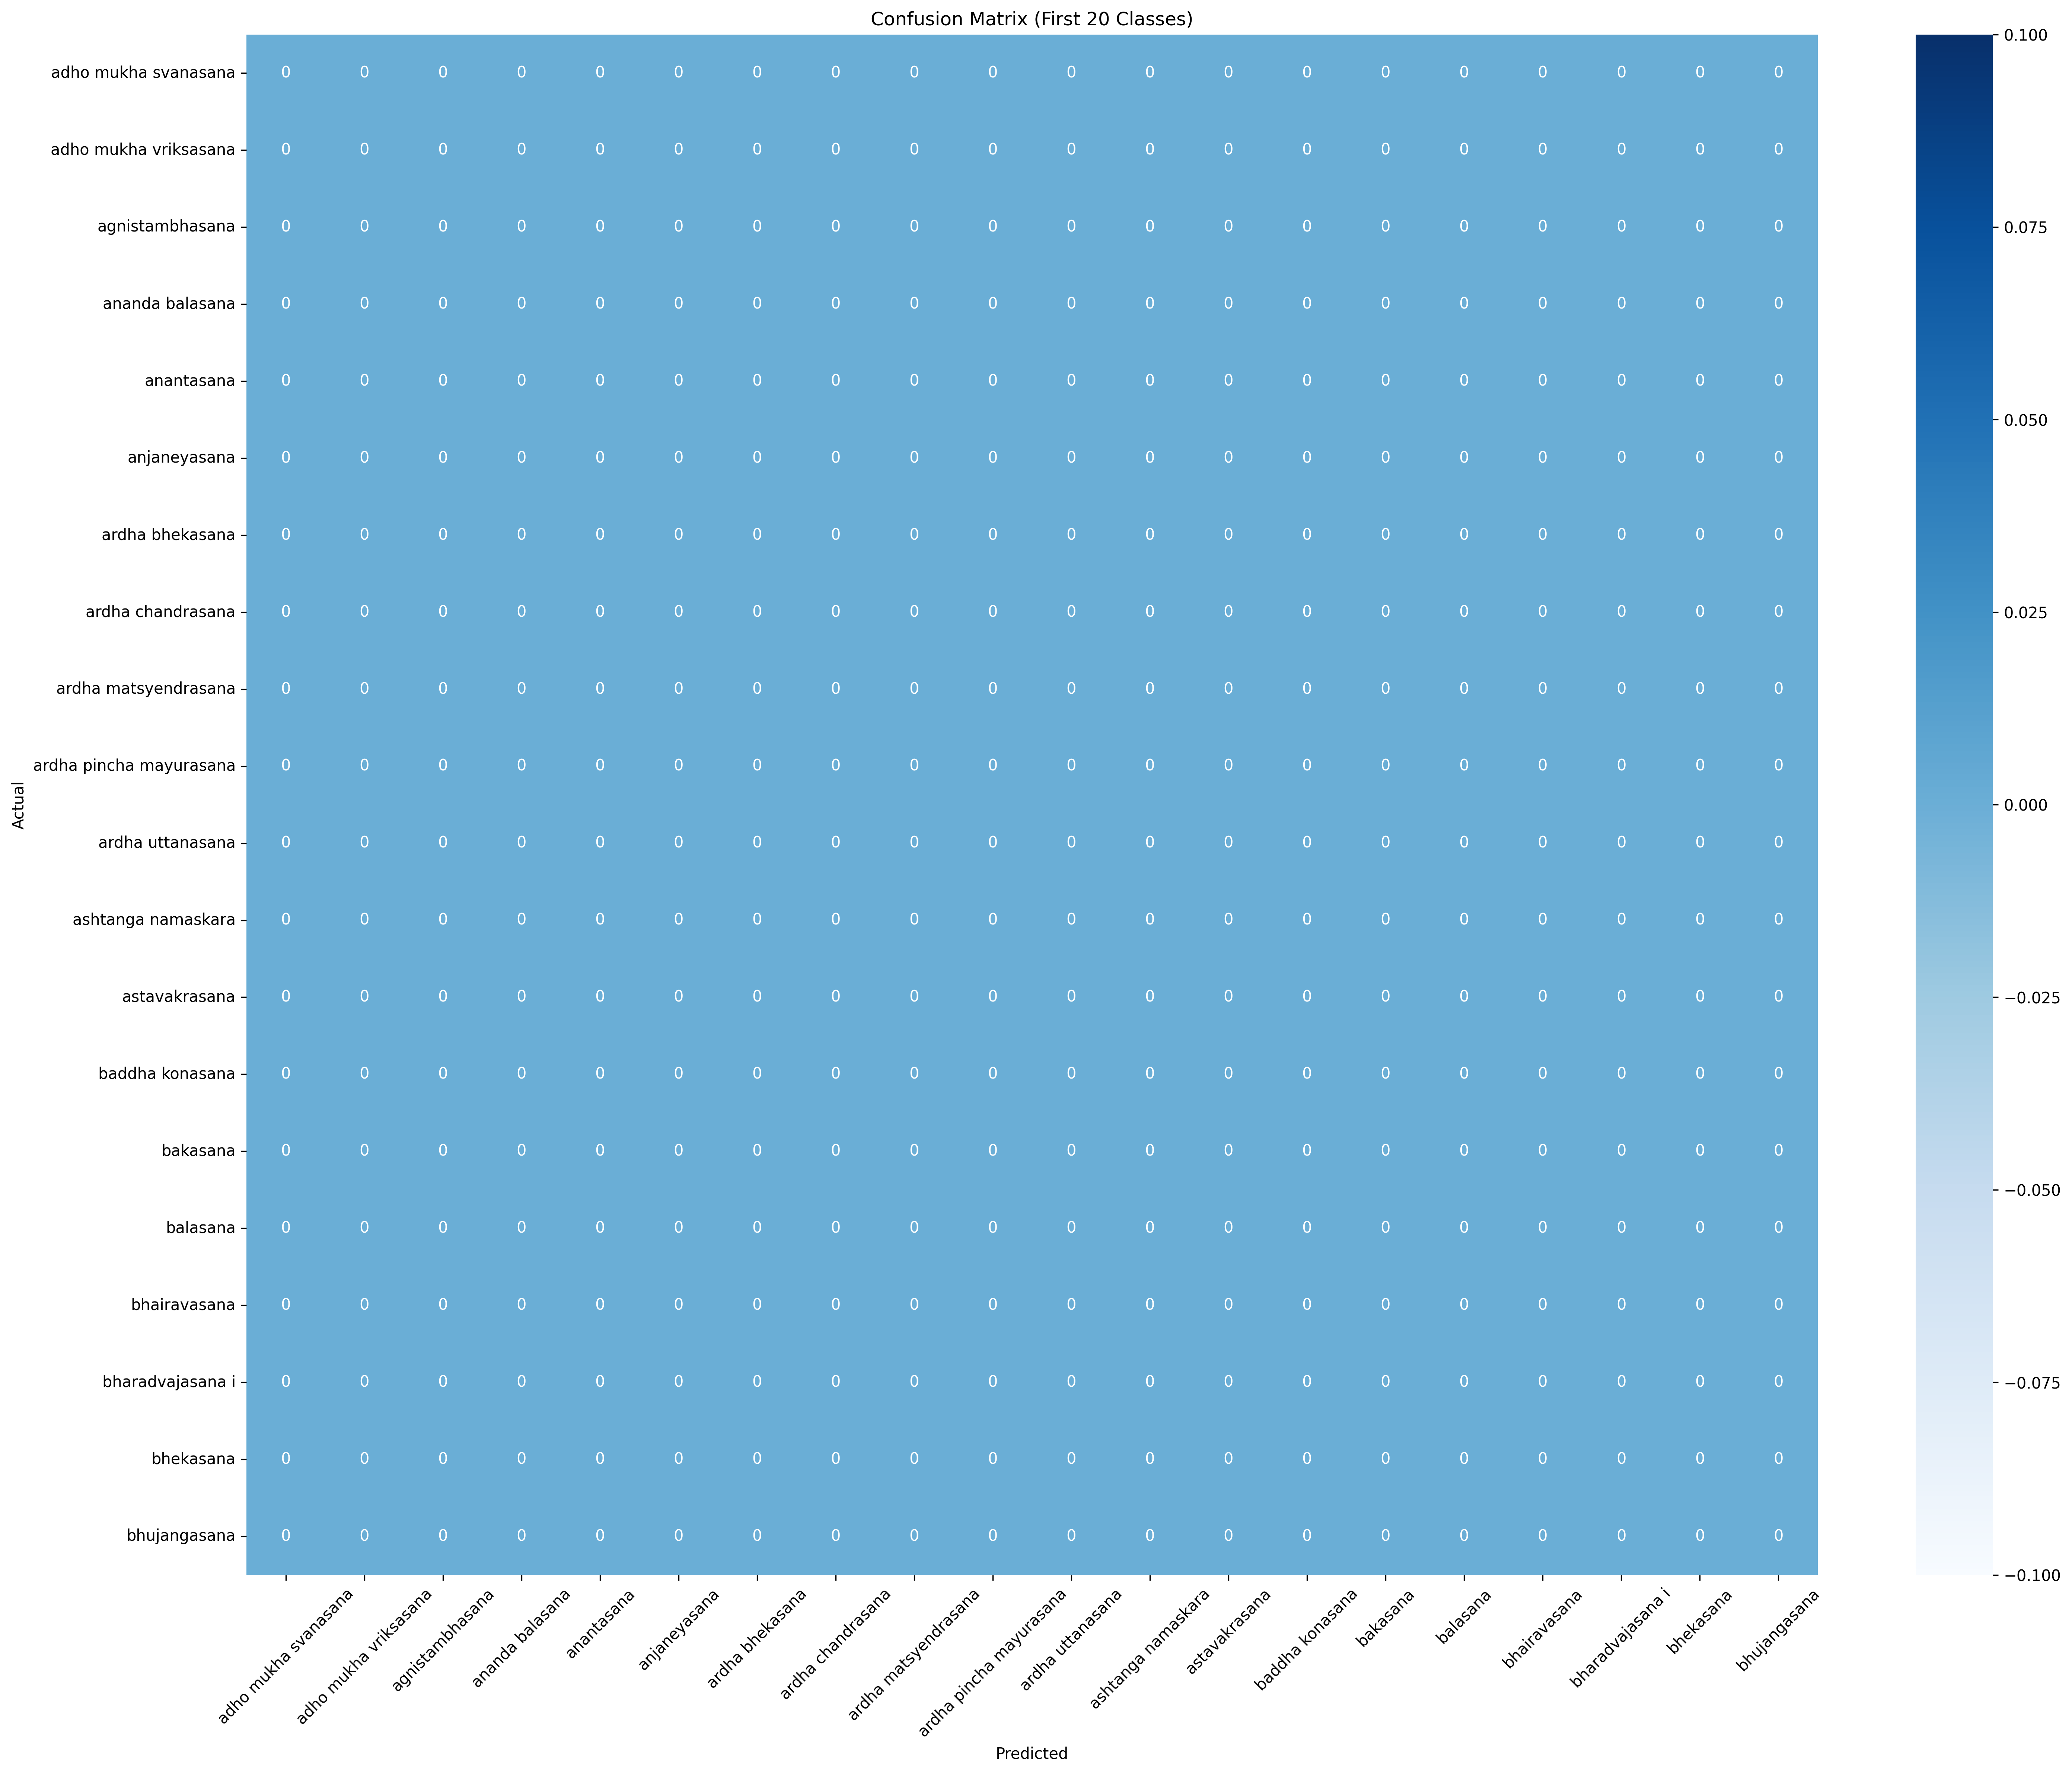 Confusion Matrix (First 20 Classes)
Actual
adho mukha svanasana 0 0 0 0 0 0 0 0 0 0 0 0 0 0 0 0 0 0 0 0
adho mukha vriksasana 0 0 0 0 0 0 0 0 0 0 0 0 0 0 0 0 0 0 0 0
agnistambhasana 0 0 0 0 0 0 0 0 0 0 0 0 0 0 0 0 0 0 0 0
ananda balasana 0 0 0 0 0 0 0 0 0 0 0 0 0 0 0 0 0 0 0 0
anantasana 0 0 0 0 0 0 0 0 0 0 0 0 0 0 0 0 0 0 0 0
anjaneyasana 0 0 0 0 0 0 0 0 0 0 0 0 0 0 0 0 0 0 0 0
ardha bhekasana 0 0 0 0 0 0 0 0 0 0 0 0 0 0 0 0 0 0 0 0
ardha chandrasana 0 0 0 0 0 0 0 0 0 0 0 0 0 0 0 0 0 0 0 0
ardha matsyendrasana 0 0 0 0 0 0 0 0 0 0 0 0 0 0 0 0 0 0 0 0
ardha pincha mayurasana 0 0 0 0 0 0 0 0 0 0 0 0 0 0 0 0 0 0 0 0
ardha uttanasana 0 0 0 0 0 0 0 0 0 0 0 0 0 0 0 0 0 0 0 0
ashtanga namaskara 0 0 0 0 0 0 0 0 0 0 0 0 0 0 0 0 0 0 0 0
astavakrasana 0 0 0 0 0 0 0 0 0 0 0 0 0 0 0 0 0 0 0 0
baddha konasana 0 0 0 0 0 0 0 0 0 0 0 0 0 0 0 0 0 0 0 0
bakasana 0 0 0 0 0 0 0 0 0 0 0 0 0 0 0 0 0 0 0 0
balasana 0 0 0 0 0 0 0 0 0 0 0 0 0 0 0 0 0 0 0 0
bhairavasana 0 0 0 0 0 0 0 0 0 0 0 0 0 0 0 0 0 0 0 0
bharadvajasana i 0 0 0 0 0 0 0 0 0 0 0 0 0 0 0 0 0 0 0 0
bhekasana 0 0 0 0 0 0 0 0 0 0 0 0 0 0 0 0 0 0 0 0
bhujangasana 0 0 0 0 0 0 0 0 0 0 0 0 0 0 0 0 0 0 0 0
adho mukha svanasana
adho mukha vriksasana
agnistambhasana
ananda balasana
anantasana
anjaneyasana
ardha bhekasana
ardha chandrasana
ardha matsyendrasana
ardha pincha mayurasana
ardha uttanasana
ashtanga namaskara
astavakrasana
baddha konasana
bakasana
balasana
bhairavasana
bharadvajasana i
bhekasana
bhujangasana
Predicted
0.100
0.075
0.050
0.025
0.000
−0.025
−0.050
−0.075
−0.100